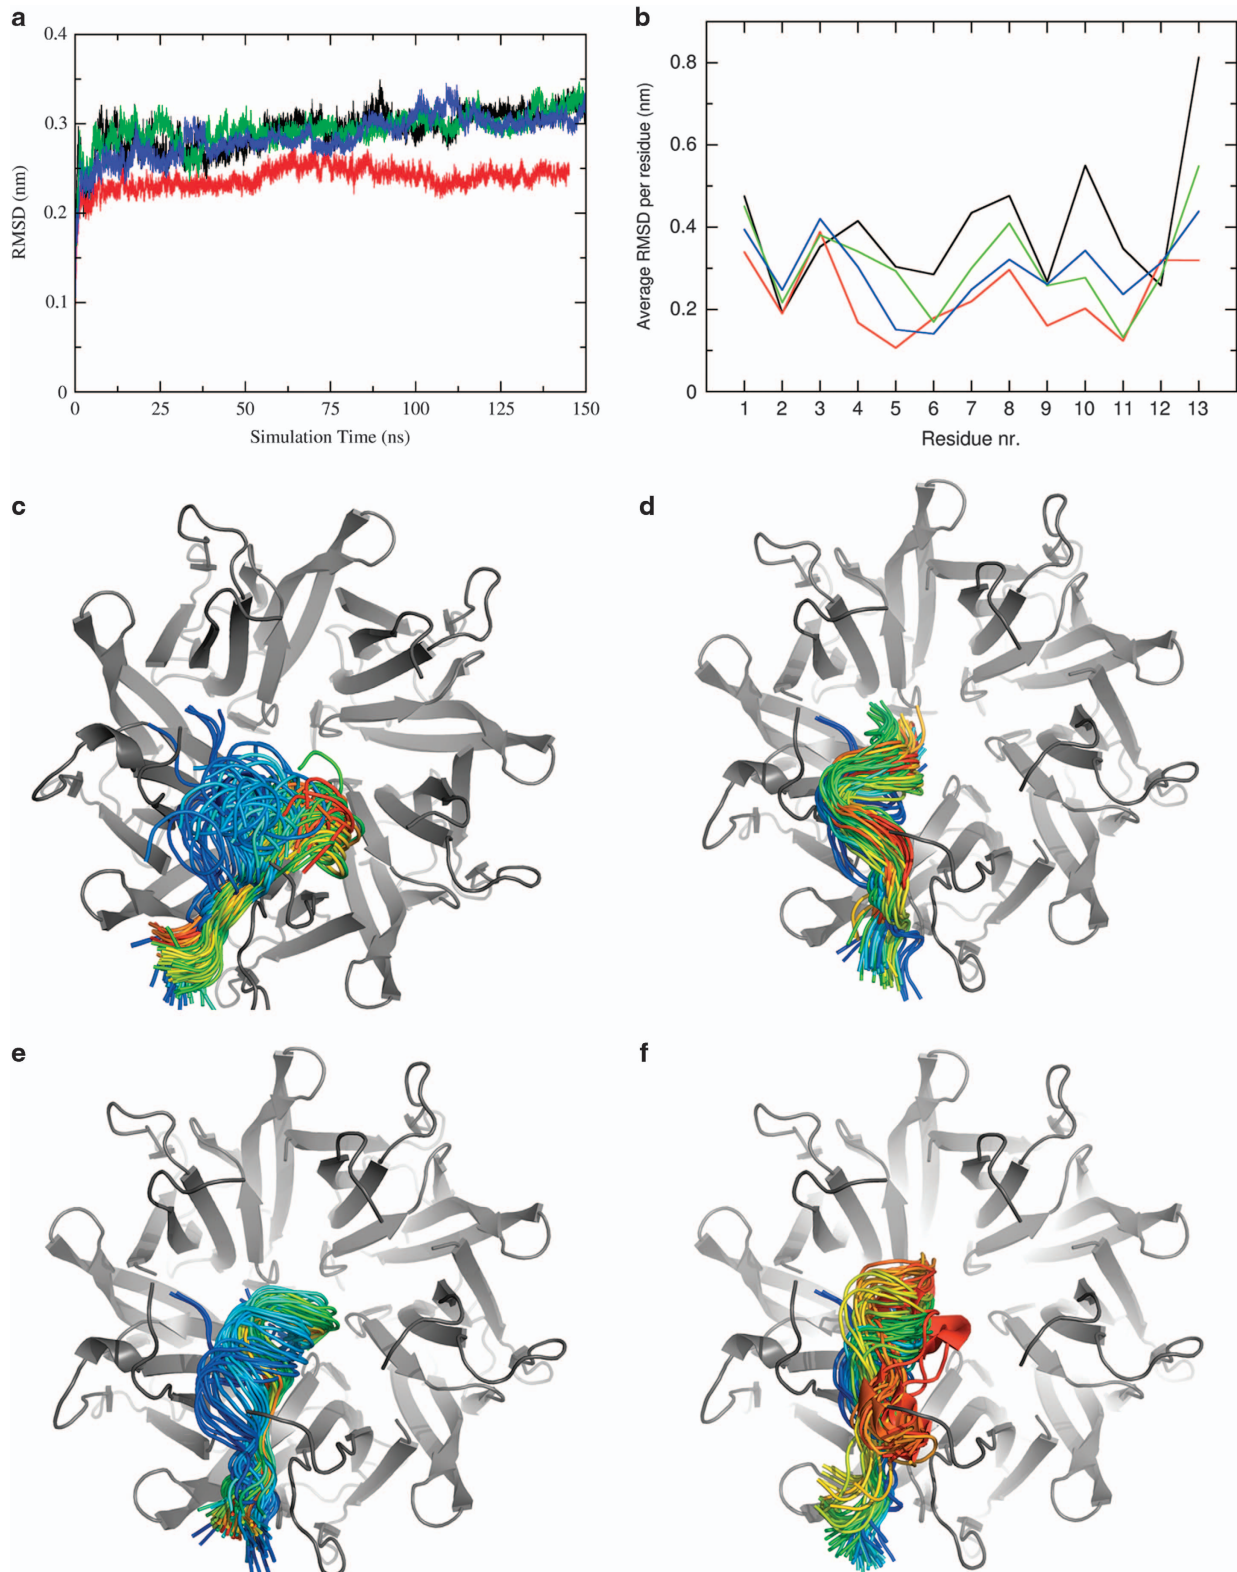 a
0.4
0.3
0.2
0.1
0
RMSD (nm)
0 25 50 75 100 125 150
Simulation Time (ns)
b
0.8
0.6
0.4
0.2
0
Average RMSD per residue (nm)
1 2 3 4 5 6 7 8 9 10 11 12 13
Residue nr.
c
d
e
f